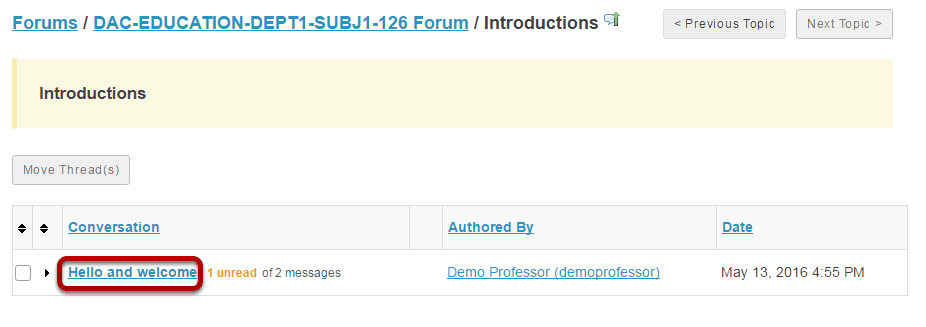 Forums / DAC-EDUCATION-DEPT1-SUBJ1-126 Forum / Introductions < Previous Topic Next Topic >
Introductions
Move Thread(s)
Conversation Authored By Date
Hello and welcome 1 unread of 2 messages Demo Professor (demoprofessor) May 13, 2016 4:55 PM